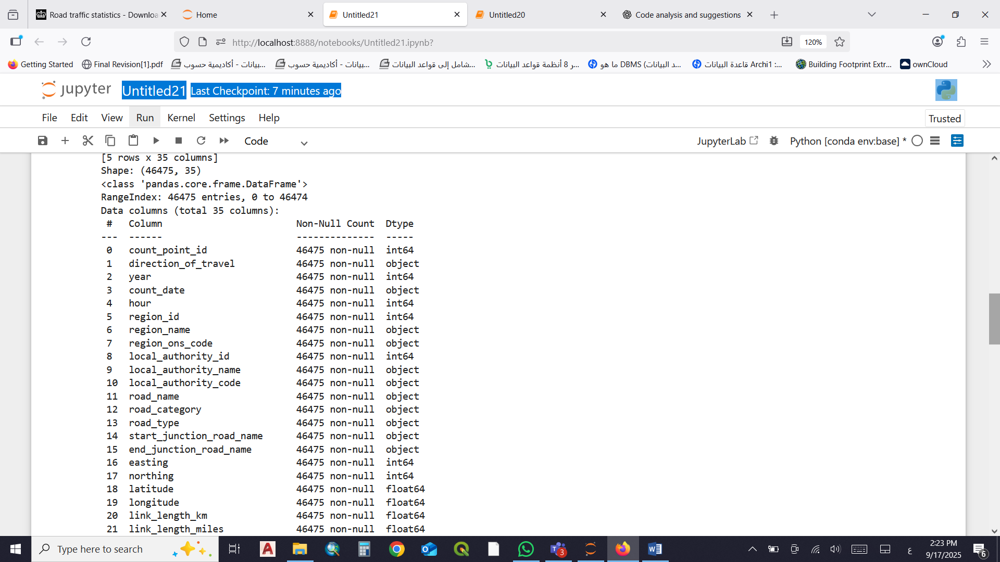 Road traffic statistics - Downloa
Home
Untitled21
Untitled20
Code analysis and suggestions
http://localhost:8888/notebooks/Untitled21.ipynb?
120%
Getting Started
Final Revision[1].pdf
بيانات - أكاديمية حسوب...
بيانات - أكاديمية حسوب...
شامل إلى قواعد البيانات...
ر 8 أنظمة قواعد البيانات...
ما هو DBMS (د البيانات...
قاعدة البيانات Archi1 :...
Building Footprint Extr...
ownCloud
jupyter
Untitled21
Last Checkpoint: 7 minutes ago
File Edit View Run Kernel Settings Help
Trusted
Code
JupyterLab
Python [conda env:base] *
[5 rows x 35 columns]
Shape: (46475, 35)
<class 'pandas.core.frame.DataFrame'>
RangeIndex: 46475 entries, 0 to 46474
Data columns (total 35 columns):
# Column Non-Null Count Dtype
--- ------ -------------- -----
0 count_point_id 46475 non-null int64
1 direction_of_travel 46475 non-null object
2 year 46475 non-null int64
3 count_date 46475 non-null object
4 hour 46475 non-null int64
5 region_id 46475 non-null int64
6 region_name 46475 non-null object
7 region_ons_code 46475 non-null object
8 local_authority_id 46475 non-null int64
9 local_authority_name 46475 non-null object
10 local_authority_code 46475 non-null object
11 road_name 46475 non-null object
12 road_category 46475 non-null object
13 road_type 46475 non-null object
14 start_junction_road_name 46475 non-null object
15 end_junction_road_name 46475 non-null object
16 easting 46475 non-null int64
17 northing 46475 non-null int64
18 latitude 46475 non-null float64
19 longitude 46475 non-null float64
20 link_length_km 46475 non-null float64
21 link_length_miles 46475 non-null float64
Type here to search
3
ع
2:23 PM
9/17/2025
6